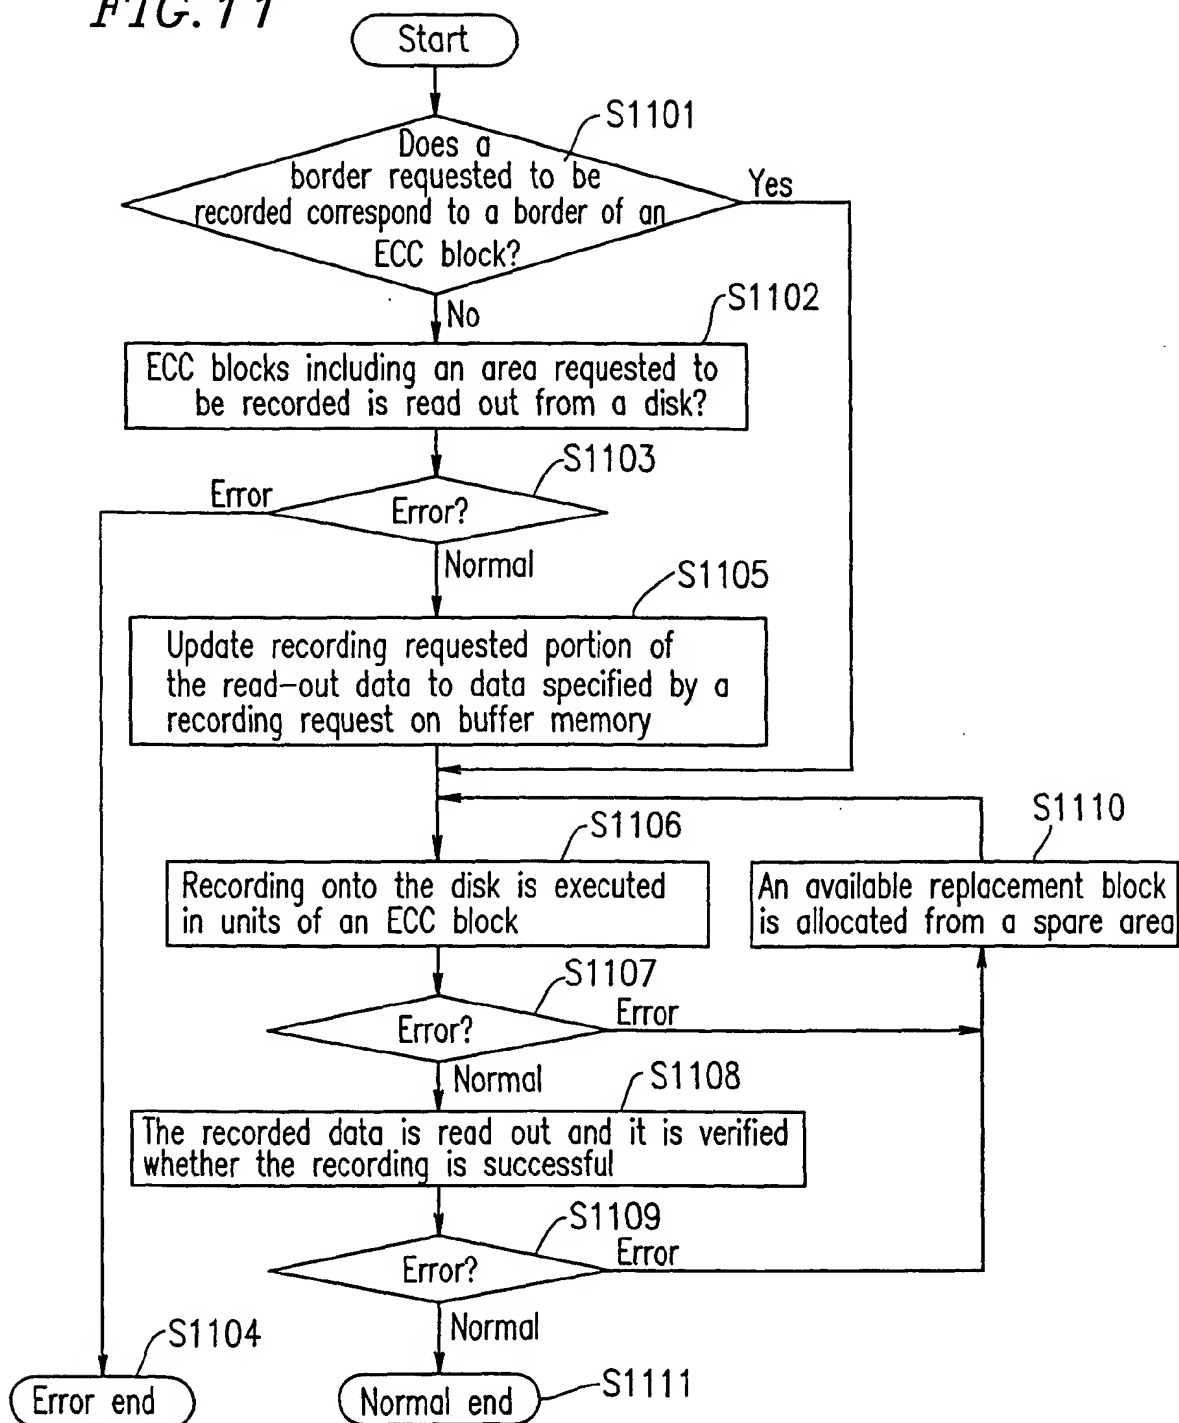 FIG. 11
Start
S1101
Does a
border requested to be
recorded correspond to a border of an
ECC block?
Yes
No
S1102
ECC blocks including an area requested to
be recorded is read out from a disk?
S1103
Error
Error?
Normal
S1105
Update recording requested portion of
the read-out data to data specified by a
recording request on buffer memory
S1110
S1106
Recording onto the disk is executed
in units of an ECC block
An available replacement block
is allocated from a spare area
S1107
Error?
Error
Normal
S1108
The recorded data is read out and it is verified
whether the recording is successful
S1109
Error?
Error
Normal
S1104
Error end
Normal end
S1111